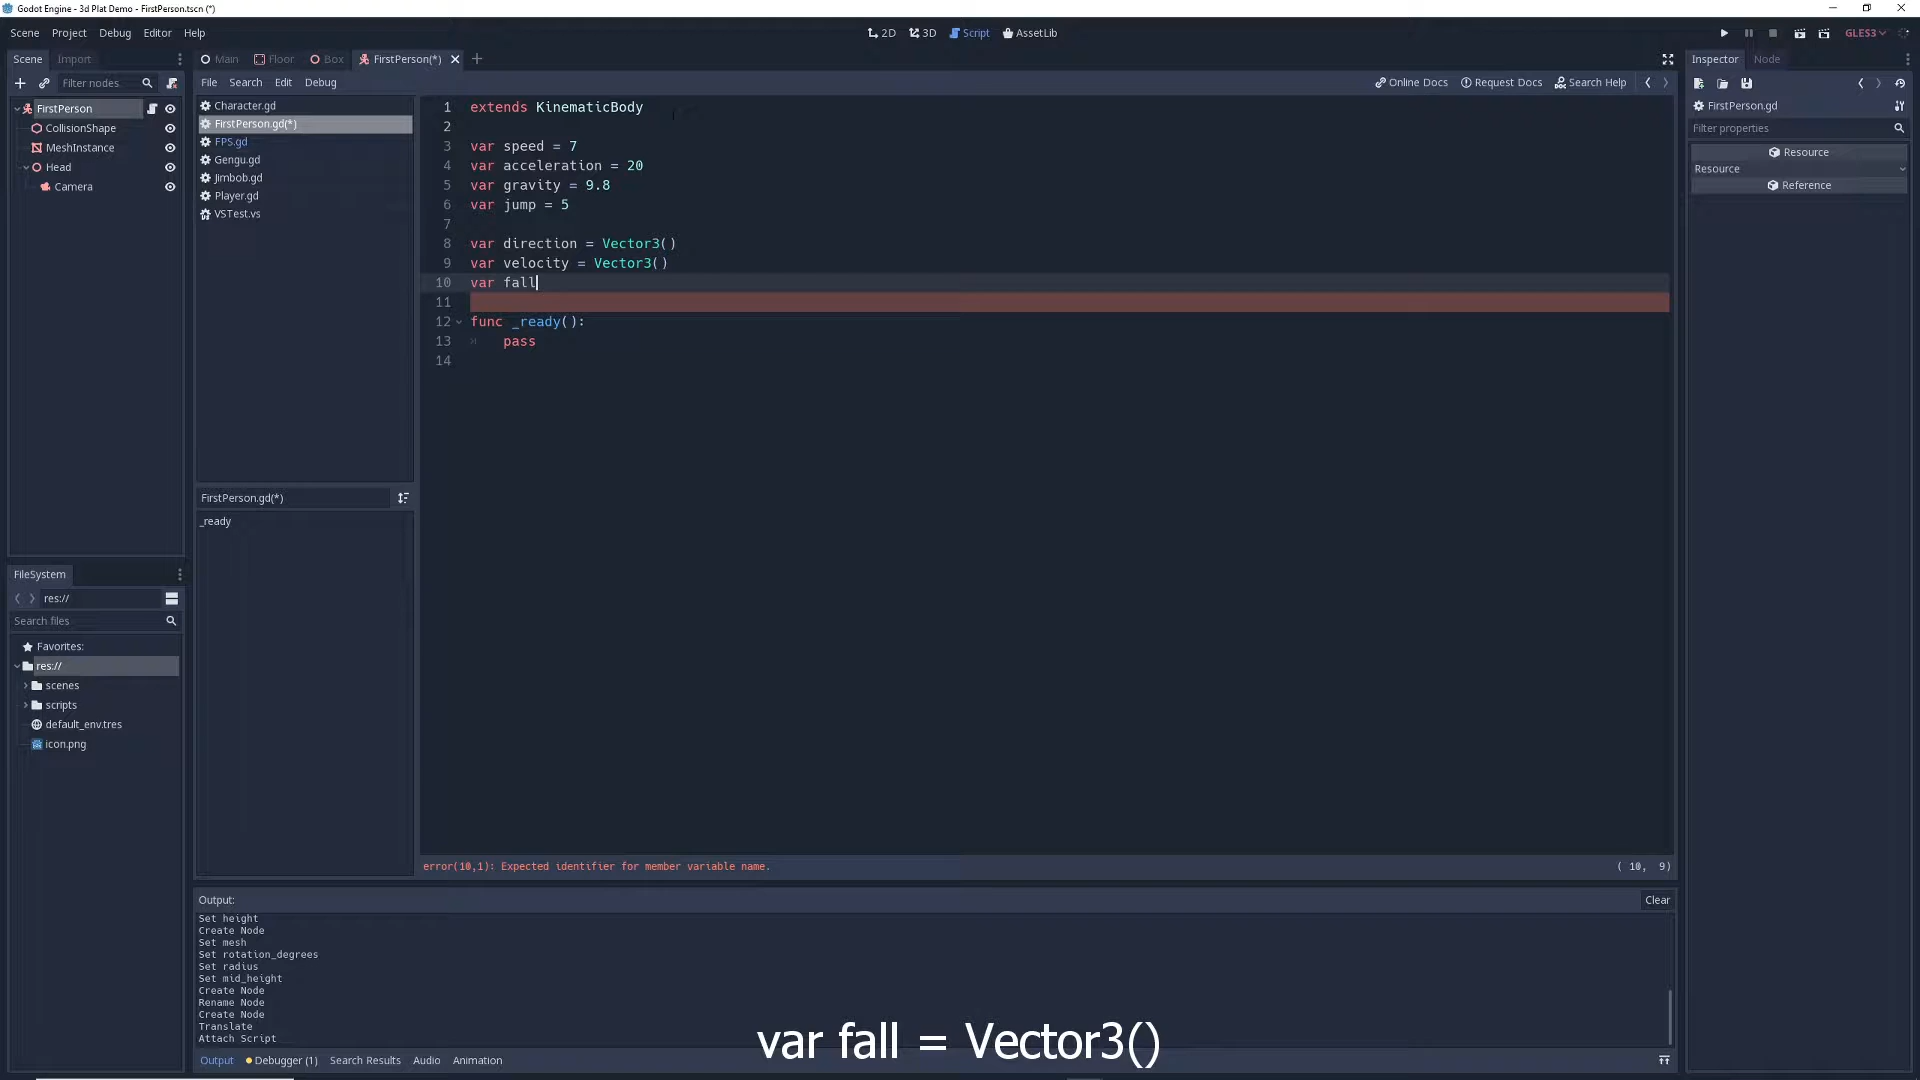 Godot Engine - 3d Plat Demo - FirstPerson.tscn (*)
Scene Project Debug Editor Help
2D 3D Script AssetLib
GLES3
Scene Import
Filter nodes
FirstPerson
CollisionShape
MeshInstance
Head
Camera
Main Floor Box FirstPerson(*)
File Search Edit Debug
Online Docs Request Docs Search Help
Character.gd
FirstPerson.gd(*)
FPS.gd
Gengu.gd
Jimbob.gd
Player.gd
VSTest.vs
FirstPerson.gd(*)
_ready
1 extends KinematicBody
2
3 var speed = 7
4 var acceleration = 20
5 var gravity = 9.8
6 var jump = 5
7
8 var direction = Vector3()
9 var velocity = Vector3()
10 var fall
11
12 func _ready():
13 pass
14
error(10,1): Expected identifier for member variable name.
( 10, 9)
Inspector Node
FirstPerson.gd
Filter properties
Resource
Resource
Reference
FileSystem
res://
Search files
Favorites:
res://
scenes
scripts
default_env.tres
icon.png
Output:
Clear
Set height
Create Node
Set mesh
Set rotation_degrees
Set radius
Set mid_height
Create Node
Rename Node
Create Node
Translate
Attach Script
Output Debugger (1) Search Results Audio Animation
var fall = Vector3()